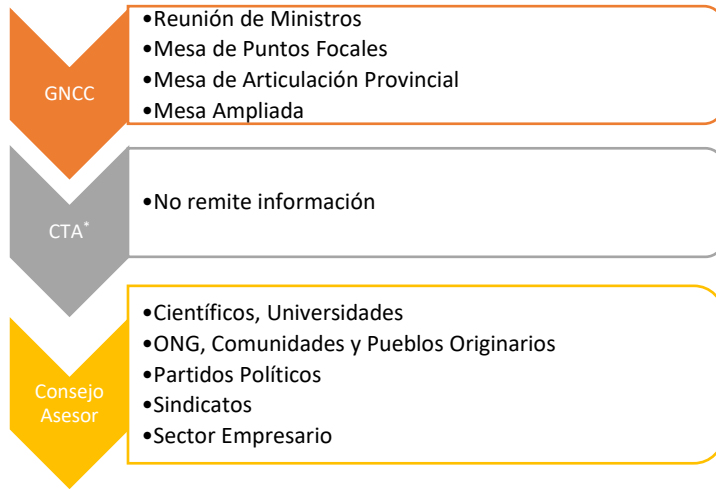 GNCC
•Reunión de Ministros
•Mesa de Puntos Focales
•Mesa de Articulación Provincial
•Mesa Ampliada
CTA*
•No remite información
Consejo
Asesor
•Científicos, Universidades
•ONG, Comunidades y Pueblos Originarios
•Partidos Políticos
•Sindicatos
•Sector Empresario